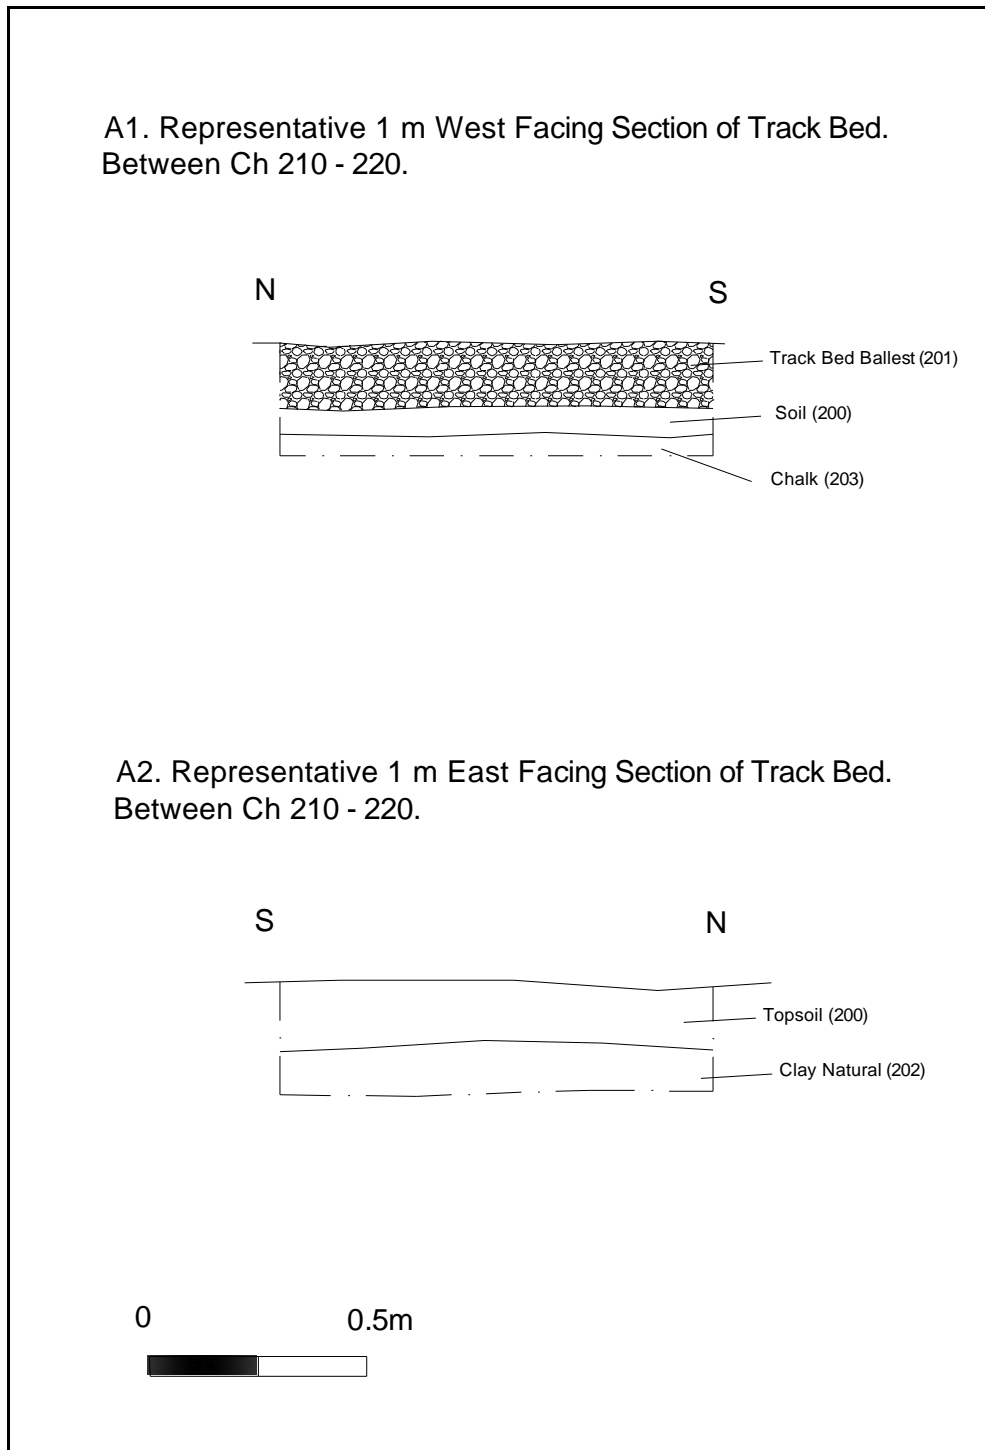 A1. Representative 1 m West Facing Section of Track Bed.
Between Ch 210 - 220.
N
S
Track Bed Ballest (201)
Soil (200)
Chalk (203)
A2. Representative 1 m East Facing Section of Track Bed.
Between Ch 210 - 220.
S
N
Topsoil (200)
Clay Natural (202)
0
0.5m